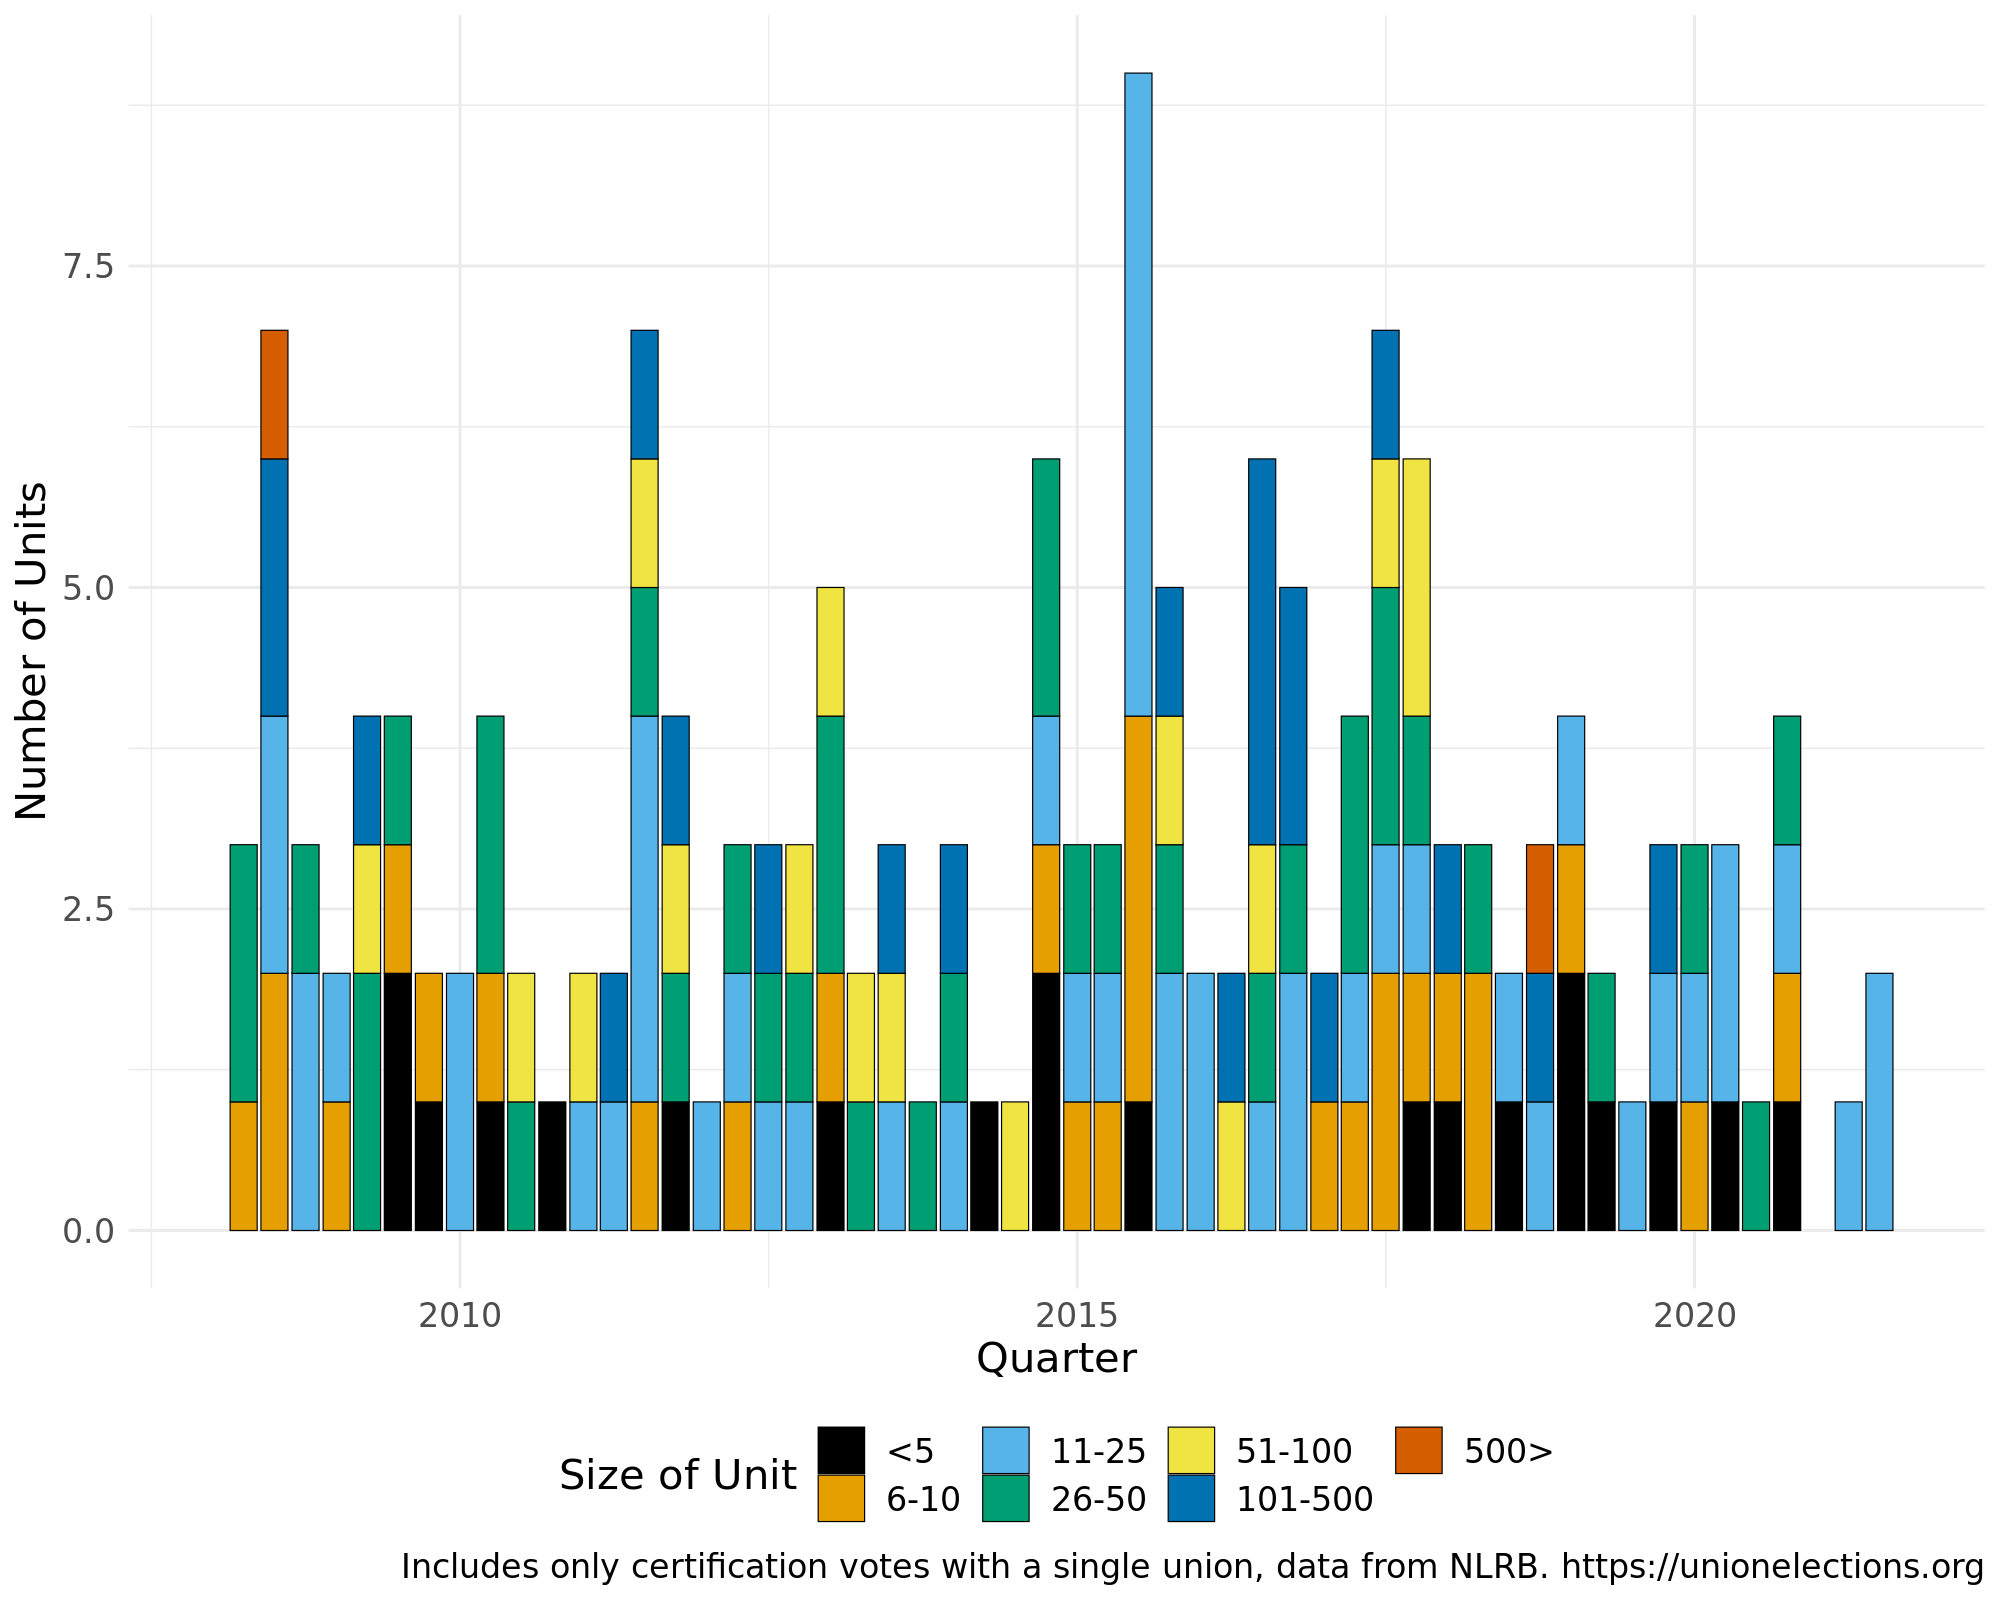 Number of Units
7.5
5.0
2.5
0.0
2010 2015 2020
Quarter
Size of Unit
<5 11-25 51-100 500>
6-10 26-50 101-500
Includes only certification votes with a single union, data from NLRB. https://unionelections.org